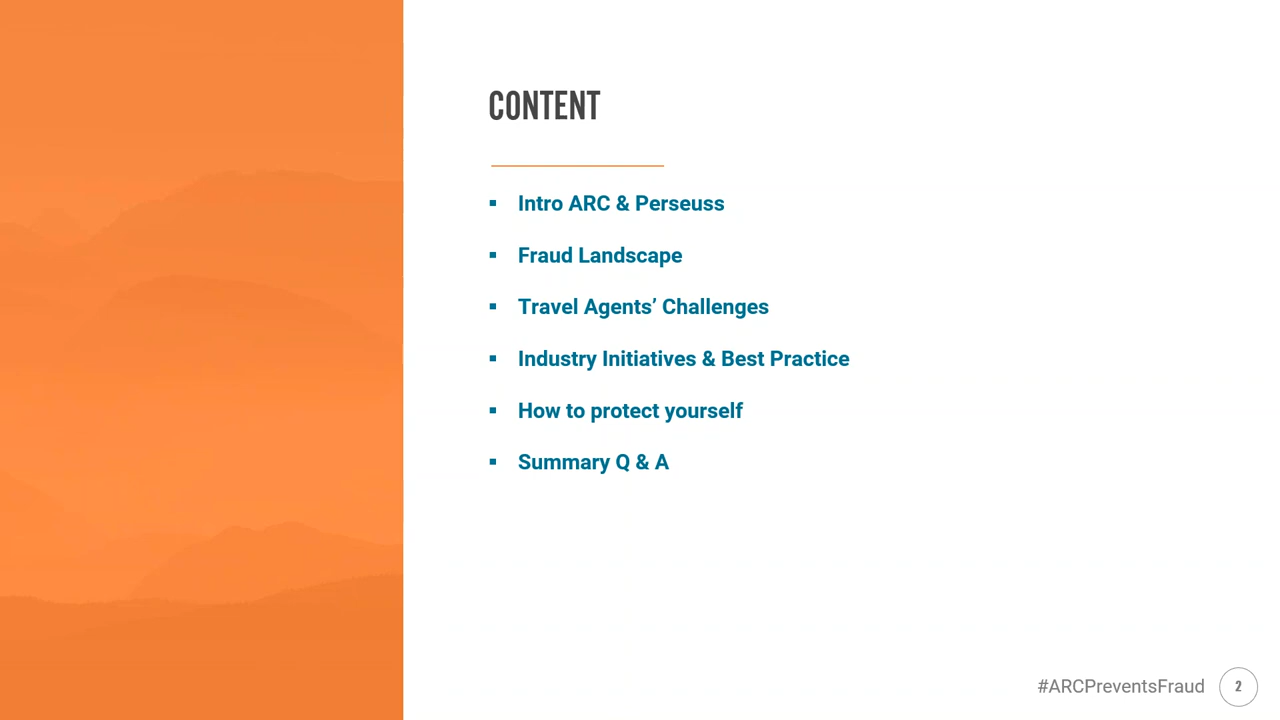 CONTENT
▪ Intro ARC & Perseuss
▪ Fraud Landscape
▪ Travel Agents’ Challenges
▪ Industry Initiatives & Best Practice
▪ How to protect yourself
▪ Summary Q & A
#ARCPreventsFraud 2